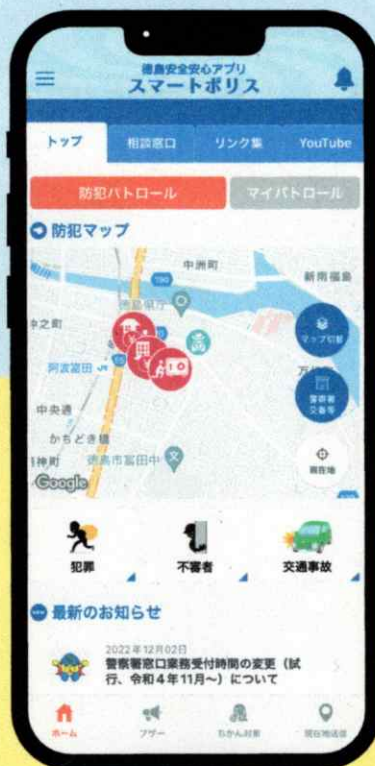 徳島安全安心アプリ
スマートポリス
トップ
相談窓口
リンク集
YouTube
防犯パトロール
マイパトロール
防犯マップ
中洲町
新南福島
徳島県庁
中之町
マップ切替
阿波富田
55
警察署
交番等
中央通
かちどき橋
現在地
徳島市富田中
Google
犯罪
不審者
交通事故
最新のお知らせ
2022年12月02日
警察署窓口業務受付時間の変更（試
行、令和4年11月～）について
ホーム
ブザー
ちかん対策
現在地送信